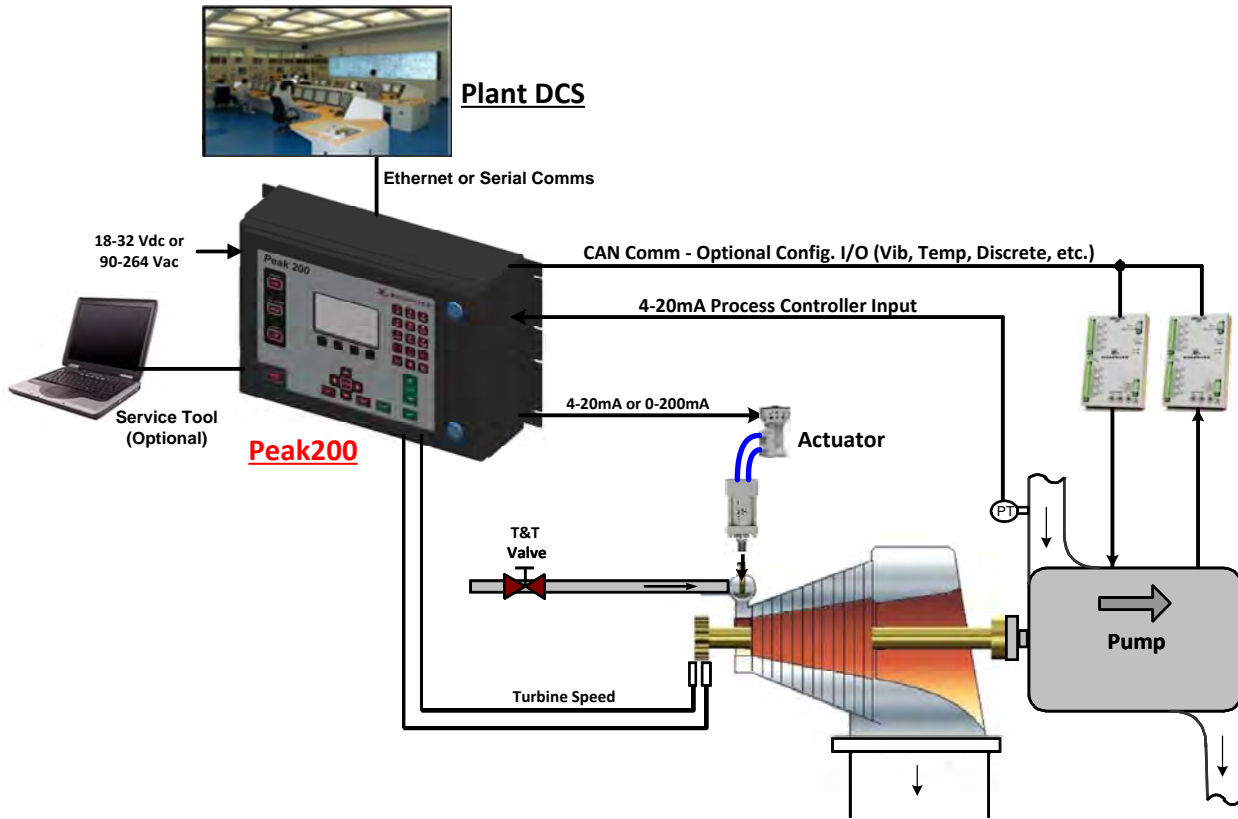 Plant DCS
Ethernet or Serial Comms
18-32 Vdc or
90-264 Vac
Peak 200
WOODWARD
CAN Comm - Optional Config. I/O (Vib, Temp, Discrete, etc.)
4-20mA Process Controller Input
Service Tool
(Optional)
Peak200
4-20mA or 0-200mA
Actuator
PT
T&T
Valve
Pump
Turbine Speed